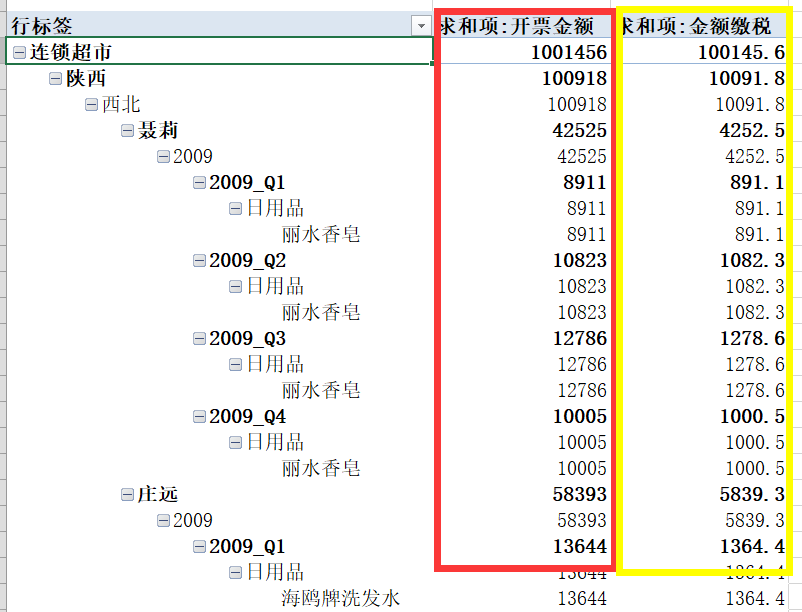 行标签 求和项:开票金额 求和项:金额缴税
连锁超市 1001456 100145.6
陕西 100918 10091.8
西北 100918 10091.8
聂莉 42525 4252.5
2009 42525 4252.5
2009_Q1 8911 891.1
日用品 8911 891.1
丽水香皂 8911 891.1
2009_Q2 10823 1082.3
日用品 10823 1082.3
丽水香皂 10823 1082.3
2009_Q3 12786 1278.6
日用品 12786 1278.6
丽水香皂 12786 1278.6
2009_Q4 10005 1000.5
日用品 10005 1000.5
丽水香皂 10005 1000.5
庄远 58393 5839.3
2009 58393 5839.3
2009_Q1 13644 1364.4
日用品 13644 1364.4
海鸥牌洗发水 13644 1364.4